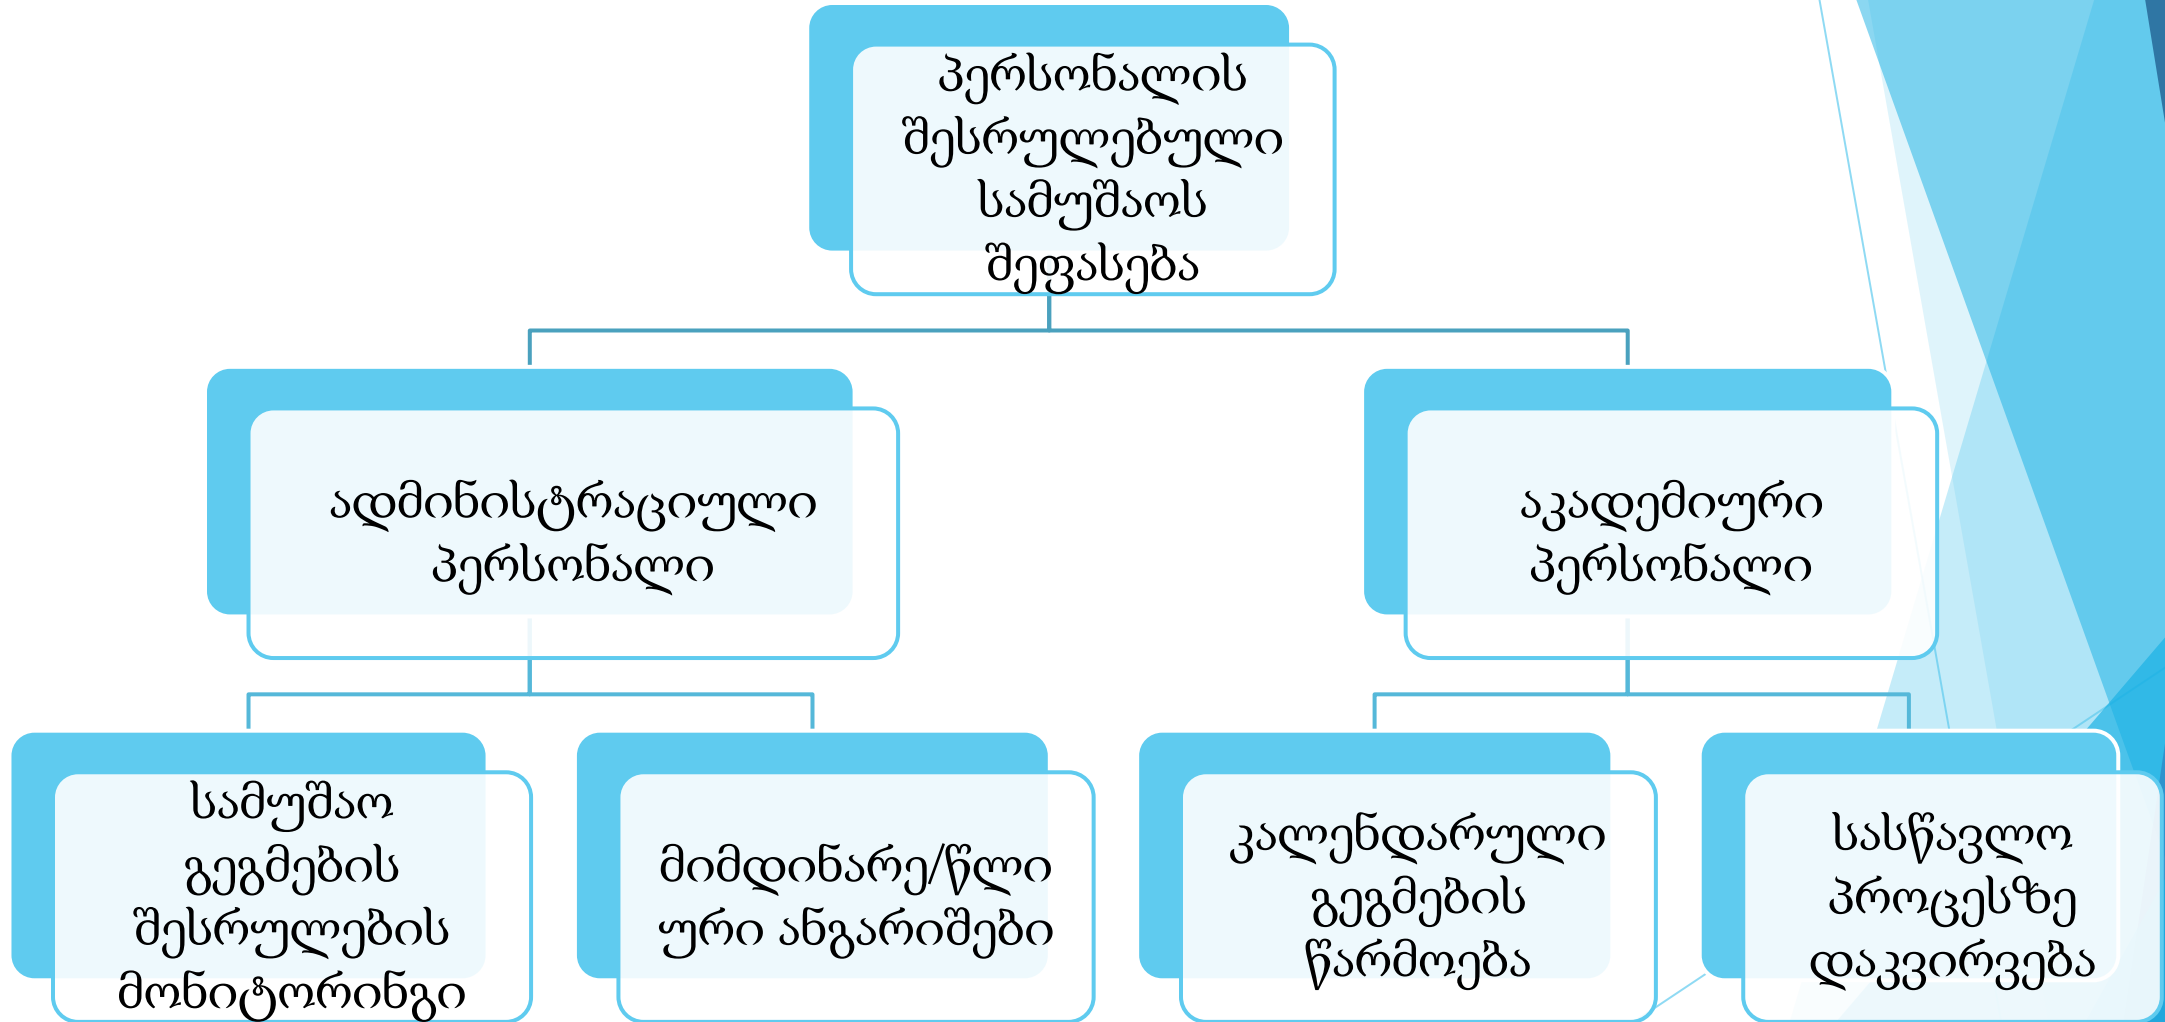 პერსონალის
შესრულებული
სამუშაოს
შეფასება
ადმინისტრაციული
პერსონალი
აკადემიური
პერსონალი
სამუშაო
გეგმების
შესრულების
მონიტორინგი
მიმდინარე/წლი
ური ანგარიშები
კალენდარული
გეგმების
წარმოება
სასწავლო
პროცესზე
დაკვირვება